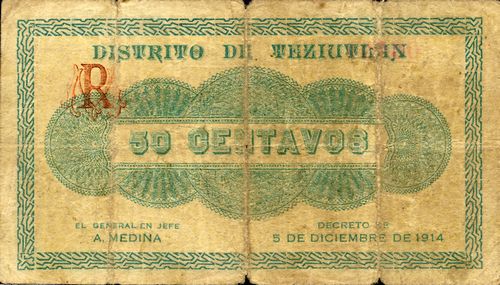 DISTRITO DE TEZIUTLAN
R
50 CENTAVOS
EL GENERAL EN JEFE
A. MEDINA
DECRETO DE
5 DE DICIEMBRE DE 1914